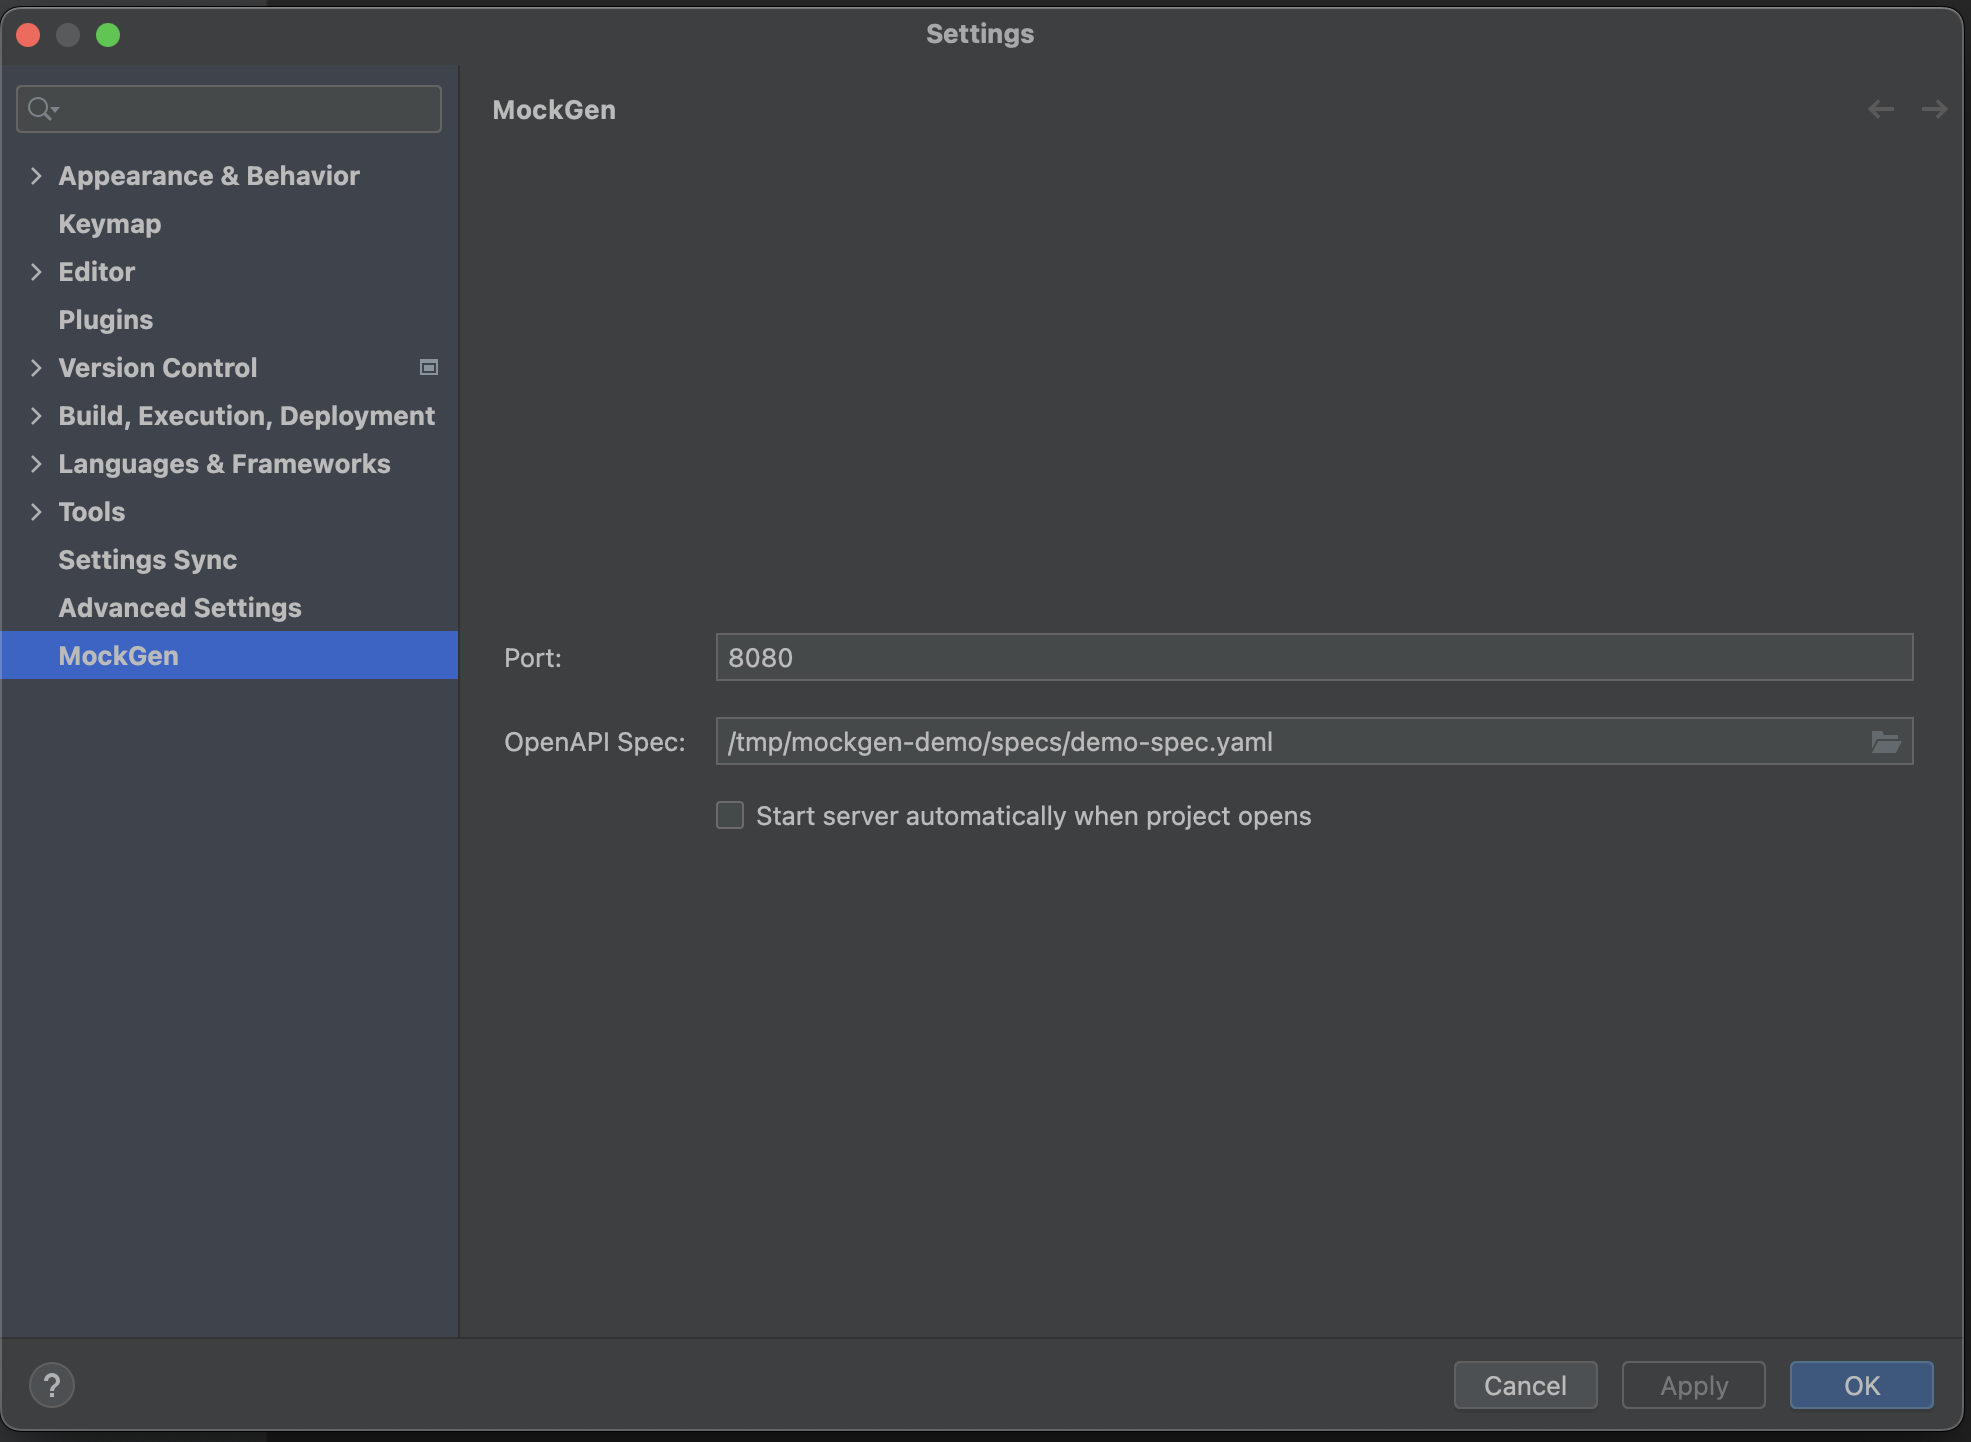 Settings
MockGen
Appearance & Behavior
Keymap
Editor
Plugins
Version Control
Build, Execution, Deployment
Languages & Frameworks
Tools
Settings Sync
Advanced Settings
MockGen
Port: 8080
OpenAPI Spec: /tmp/mockgen-demo/specs/demo-spec.yaml
Start server automatically when project opens
? Cancel Apply OK